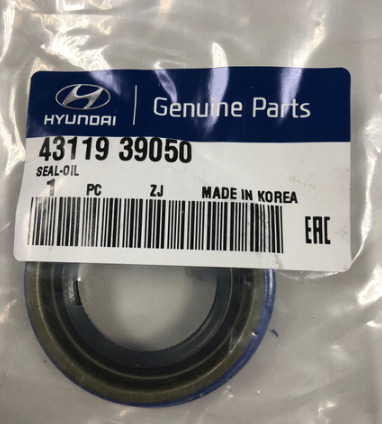 HYUNDAI
Genuine Parts
43119 39050
SEAL-OIL
1 PC ZJ MADE IN KOREA
EAC